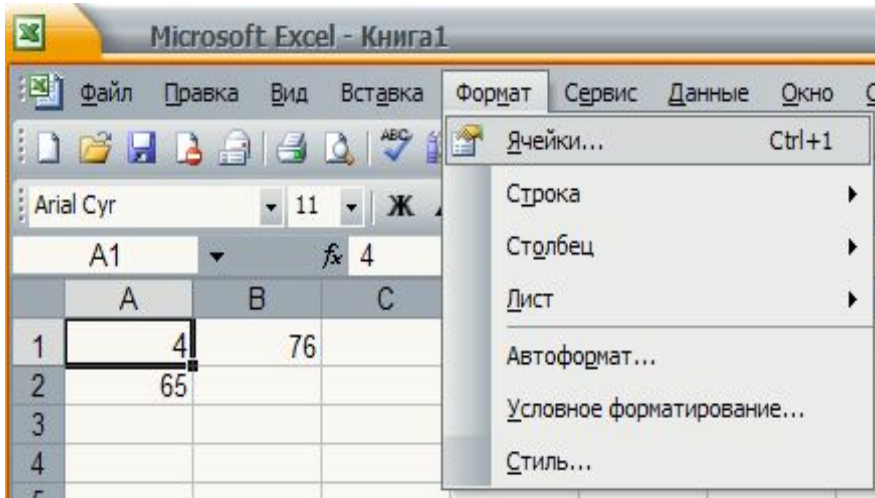 Microsoft Excel - Книга1
Файл Правка Вид Вставка Формат Сервис Данные Окно
ABC
Ячейки... Ctrl+1
Arial Cyr 11 Ж
Строка
A1 fx 4
Столбец
A B C
Лист
1 4 76
Автоформат...
2 65
Условное форматирование...
3
4
Стиль...